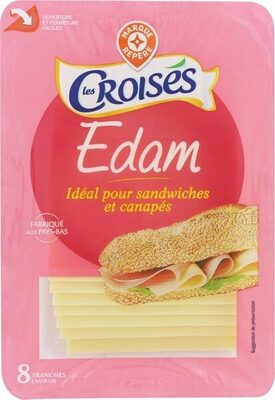 OUVERTURE
ET FERMETURE
FACILES
MARQUE
REPÈRE
les
CROISÉS
Edam
Idéal pour sandwiches
et canapés
FABRIQUÉ
AUX PAYS-BAS
Suggestion de présentation
8 TRANCHES
ENVIRON